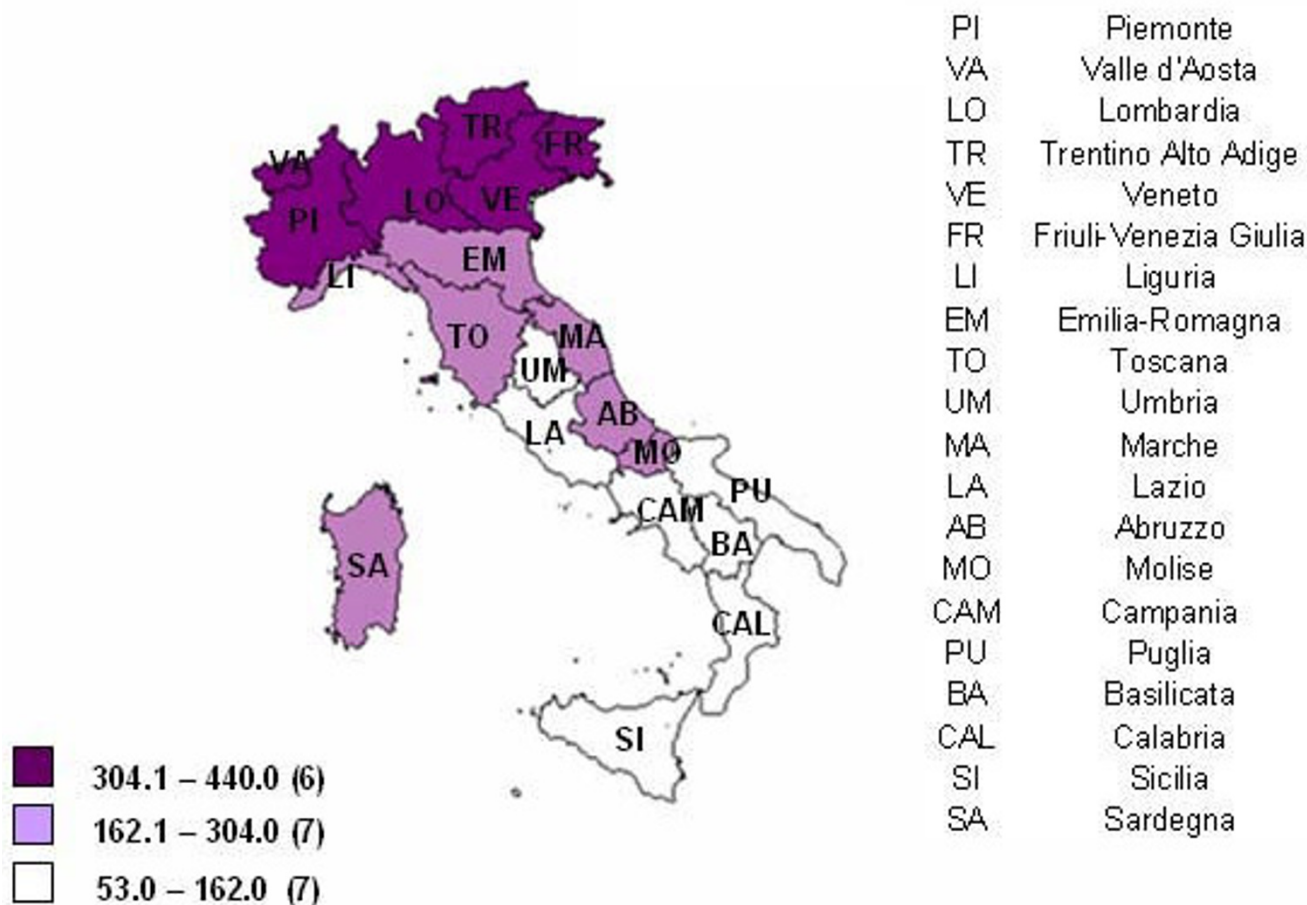 PI Piemonte
VA Valle d'Aosta
LO Lombardia
TR Trentino Alto Adige
VE Veneto
FR Friuli-Venezia Giulia
LI Liguria
EM Emilia-Romagna
TO Toscana
UM Umbria
MA Marche
LA Lazio
AB Abruzzo
MO Molise
CAM Campania
PU Puglia
BA Basilicata
CAL Calabria
SI Sicilia
SA Sardegna
TR
FR
VA
LO
VE
PI
EM
LI
TO
MA
UM
AB
LA
MO
PU
CAM
BA
SA
CAL
SI
304.1 – 440.0 (6)
162.1 – 304.0 (7)
53.0 – 162.0 (7)